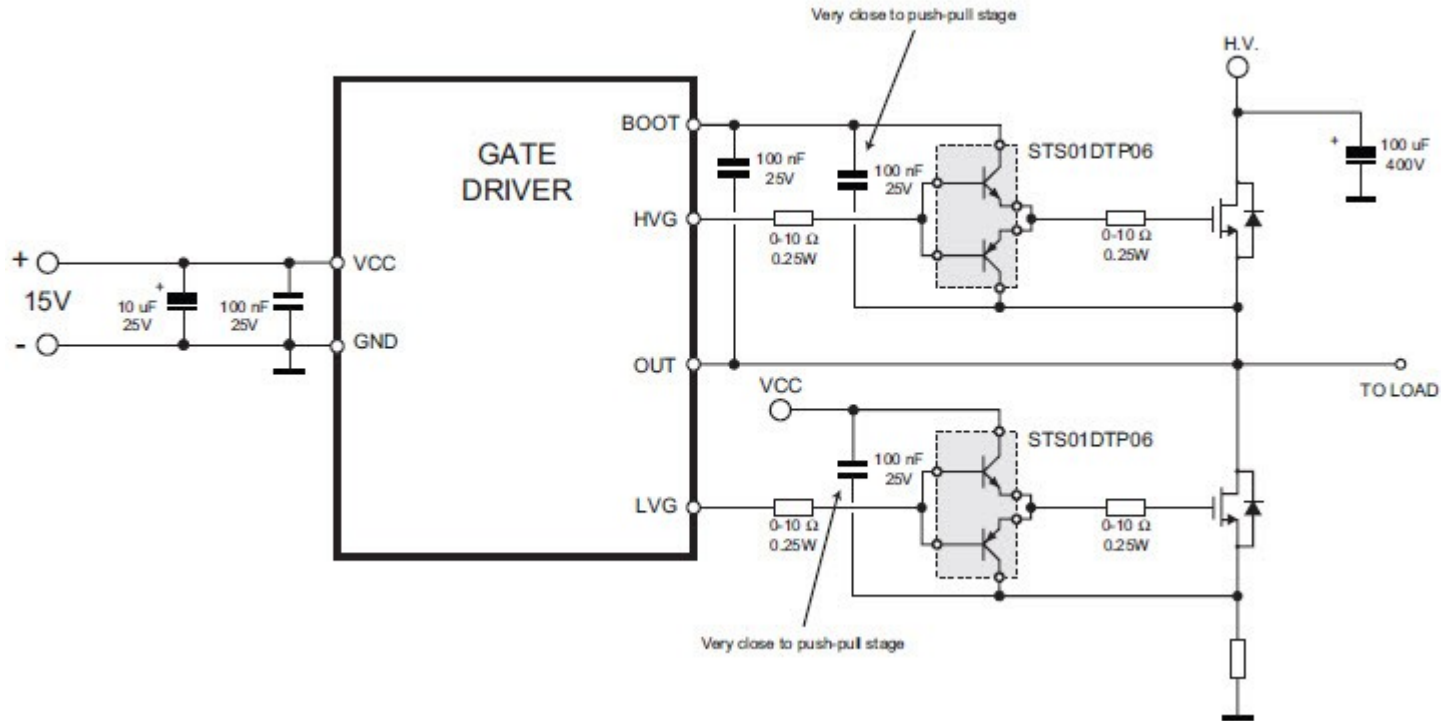 Very close to push-pull stage
H.V.
BOOT
GATE
DRIVER
100 nF
25V
100 nF
25V
STS01DTP06
+
100 uF
400V
HVG
0-10 Ω
0.25W
0-10 Ω
0.25W
+
VCC
15V
+
10 uF
25V
100 nF
25V
-
GND
OUT
TO LOAD
VCC
STS01DTP06
100 nF
25V
LVG
0-10 Ω
0.25W
0-10 Ω
0.25W
Very close to push-pull stage